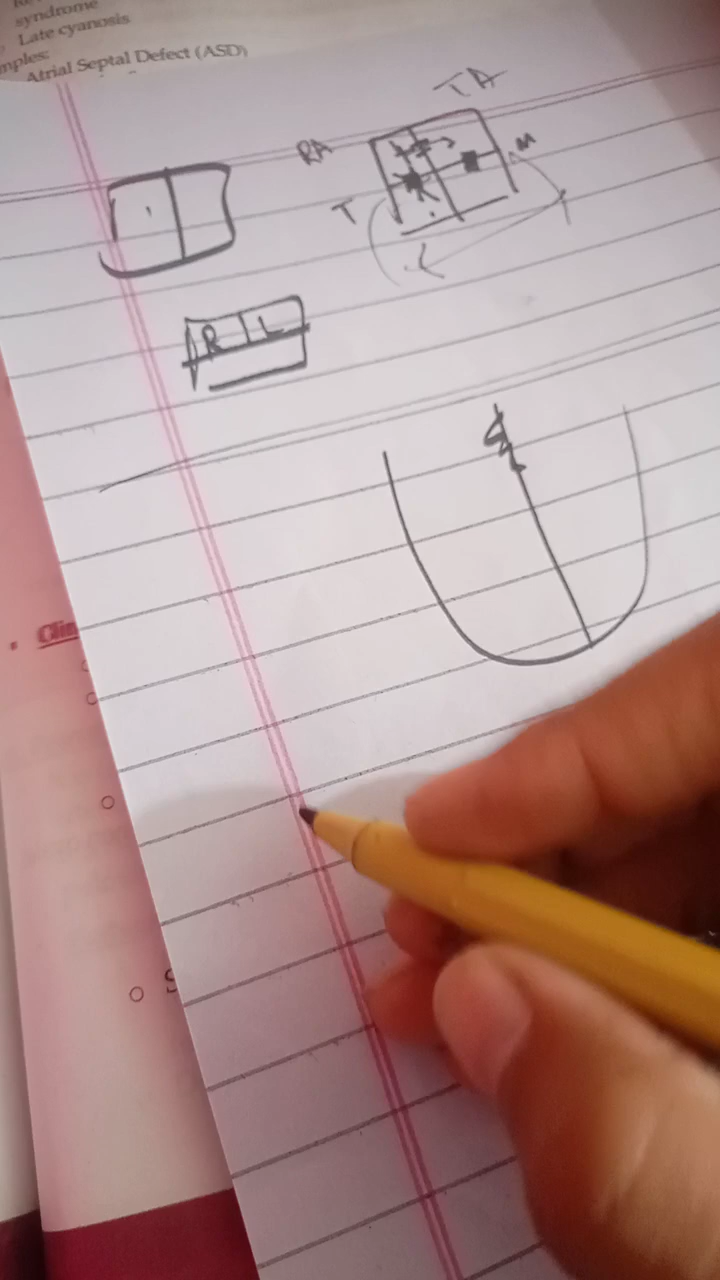 syndrome
Late cyanosis
mples:
Atrial Septal Defect (ASD)
TA
RA
M
T
R L
Clin
S